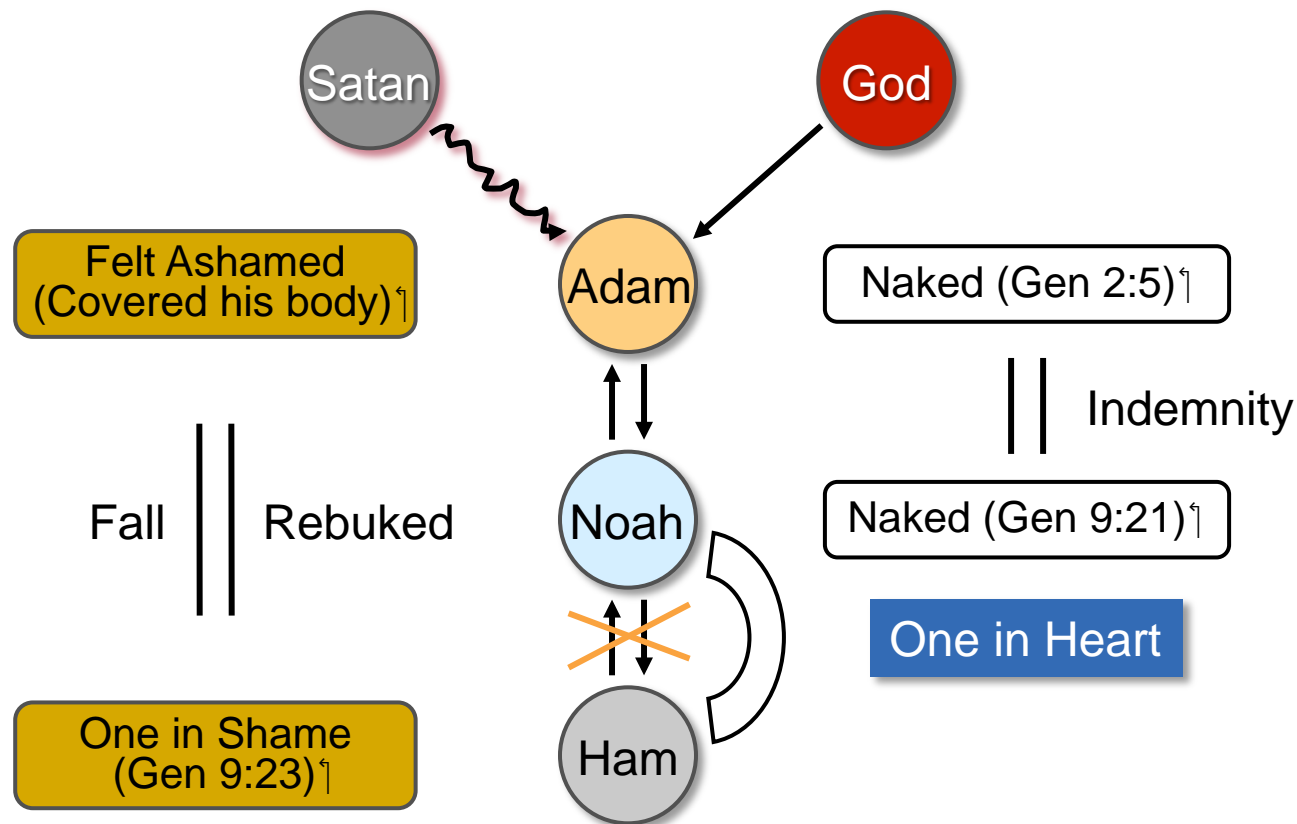 Satan
God
Felt Ashamed
(Covered his body)
Adam
Naked (Gen 2:5)
Indemnity
Fall
Rebuked
Noah
Naked (Gen 9:21)
One in Heart
One in Shame
(Gen 9:23)
Ham